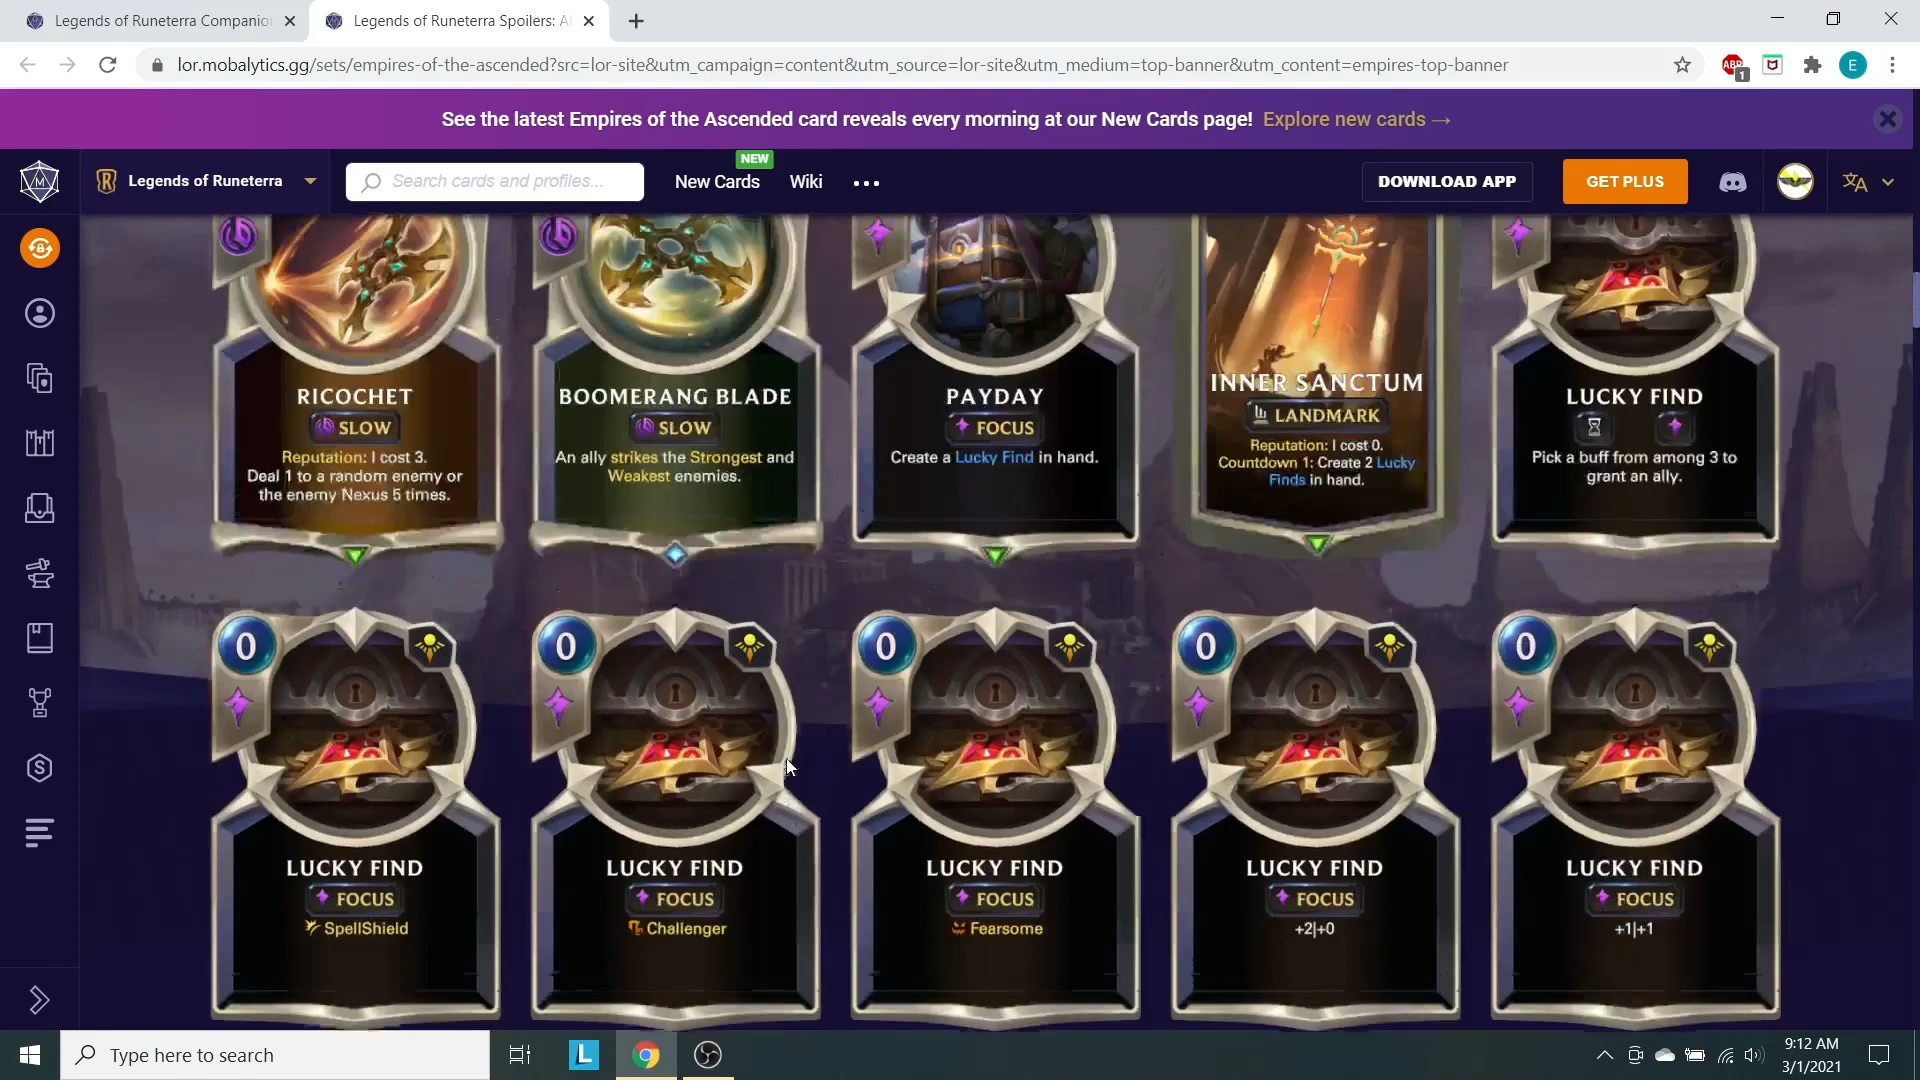 Legends of Runeterra Companio
Legends of Runeterra Spoilers: A
lor.mobalytics.gg/sets/empires-of-the-ascended?src=lor-site&utm_campaign=content&utm_source=lor-site&utm_medium=top-banner&utm_content=empires-top-banner
ABP
1
E
See the latest Empires of the Ascended card reveals every morning at our New Cards page! Explore new cards →
M
Legends of Runeterra
Search cards and profiles...
NEW
New Cards
Wiki
DOWNLOAD APP
GET PLUS
RICOCHET
SLOW
Reputation: I cost 3.
Deal 1 to a random enemy or
the enemy Nexus 5 times.
BOOMERANG BLADE
SLOW
An ally strikes the Strongest and
Weakest enemies.
PAYDAY
FOCUS
Create a Lucky Find in hand.
INNER SANCTUM
LANDMARK
Reputation: I cost 0.
Countdown 1: Create 2 Lucky
Finds in hand.
LUCKY FIND
Pick a buff from among 3 to
grant an ally.
0
LUCKY FIND
FOCUS
SpellShield
0
LUCKY FIND
FOCUS
Challenger
0
LUCKY FIND
FOCUS
Fearsome
0
LUCKY FIND
FOCUS
+2|+0
0
LUCKY FIND
FOCUS
+1|+1
Type here to search
L
9:12 AM
3/1/2021